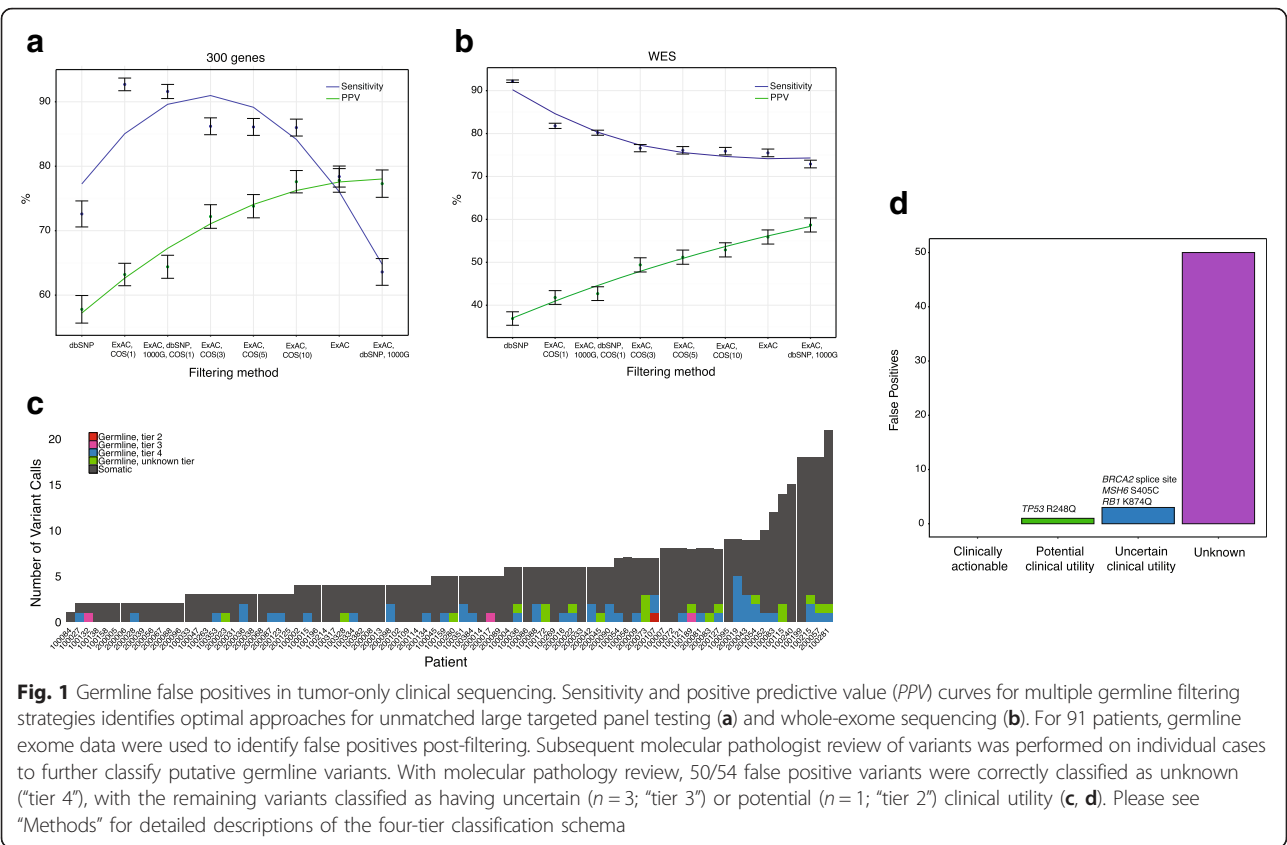 a
300 genes
Sensitivity
PPV
90
80
70
60
%
dbSNP
ExAC, COS(1)
ExAC, dbSNP, 1000G, COS(1)
ExAC, COS(3)
ExAC, COS(5)
ExAC, COS(10)
ExAC
ExAC, dbSNP, 1000G
Filtering method
b
WES
Sensitivity
PPV
90
80
70
60
50
40
%
dbSNP
ExAC, COS(1)
ExAC, dbSNP, 1000G, COS(1)
ExAC, COS(3)
ExAC, COS(5)
ExAC, COS(10)
ExAC
ExAC, dbSNP, 1000G
Filtering method
c
Germline, tier 2
Germline, tier 3
Germline, tier 4
Germline, unknown tier
Somatic
20
15
10
5
0
Number of Variant Calls
Patient
d
50
40
30
20
10
0
False Positives
TP53 R248Q
BRCA2 splice site
MSH6 S405C
RB1 K874Q
Clinically actionable
Potential clinical utility
Uncertain clinical utility
Unknown
Fig. 1 Germline false positives in tumor-only clinical sequencing. Sensitivity and positive predictive value (PPV) curves for multiple germline filtering
strategies identifies optimal approaches for unmatched large targeted panel testing (a) and whole-exome sequencing (b). For 91 patients, germline
exome data were used to identify false positives post-filtering. Subsequent molecular pathologist review of variants was performed on individual cases
to further classify putative germline variants. With molecular pathology review, 50/54 false positive variants were correctly classified as unknown
(“tier 4”), with the remaining variants classified as having uncertain (n = 3; “tier 3”) or potential (n = 1; “tier 2”) clinical utility (c, d). Please see
“Methods” for detailed descriptions of the four-tier classification schema